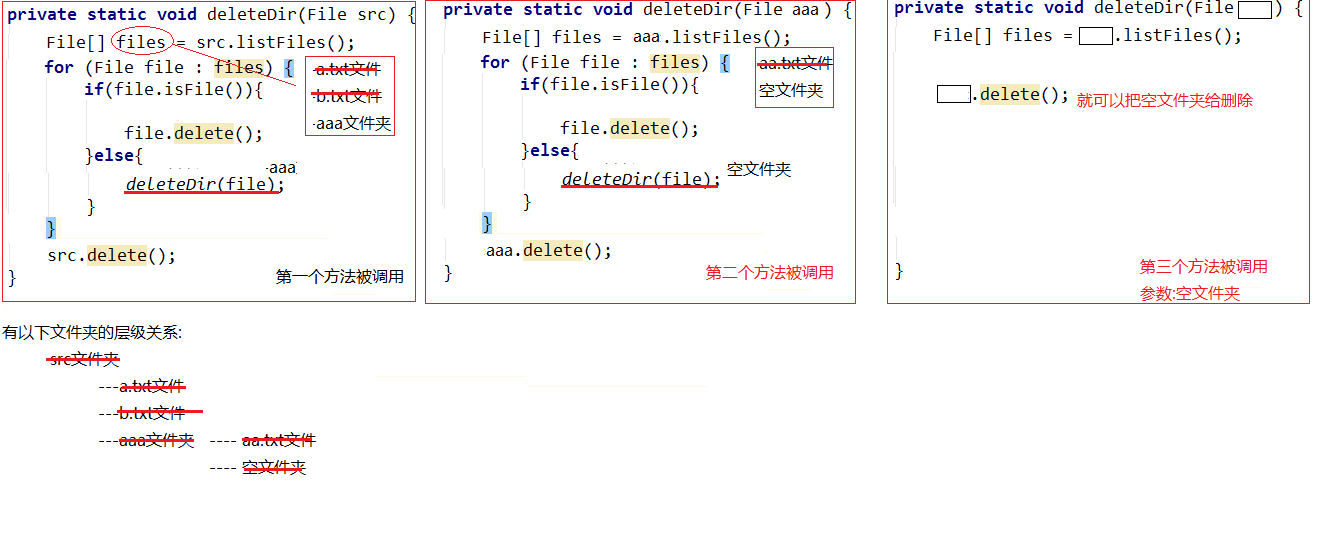 private static void deleteDir(File src) {
File[] files = src.listFiles();
for (File file : files) {
if(file.isFile()){
file.delete();
}else{
deleteDir(file);
}
}
src.delete();
}
a.txt文件
b.txt文件
-aaa文件夹
-aaa
第一个方法被调用
private static void deleteDir(File aaa) {
File[] files = aaa.listFiles();
for (File file : files) {
if(file.isFile()){
file.delete();
}else{
deleteDir(file);
}
}
aaa.delete();
}
aa.txt文件
空文件夹
空文件夹
第二个方法被调用
private static void deleteDir(File ) {
File[] files = .listFiles();
.delete(); 就可以把空文件夹给删除
}
第三个方法被调用
参数:空文件夹
有以下文件夹的层级关系:
src文件夹
---a.txt文件
---b.txt文件
---aaa文件夹 ---- aa.txt文件
---- 空文件夹